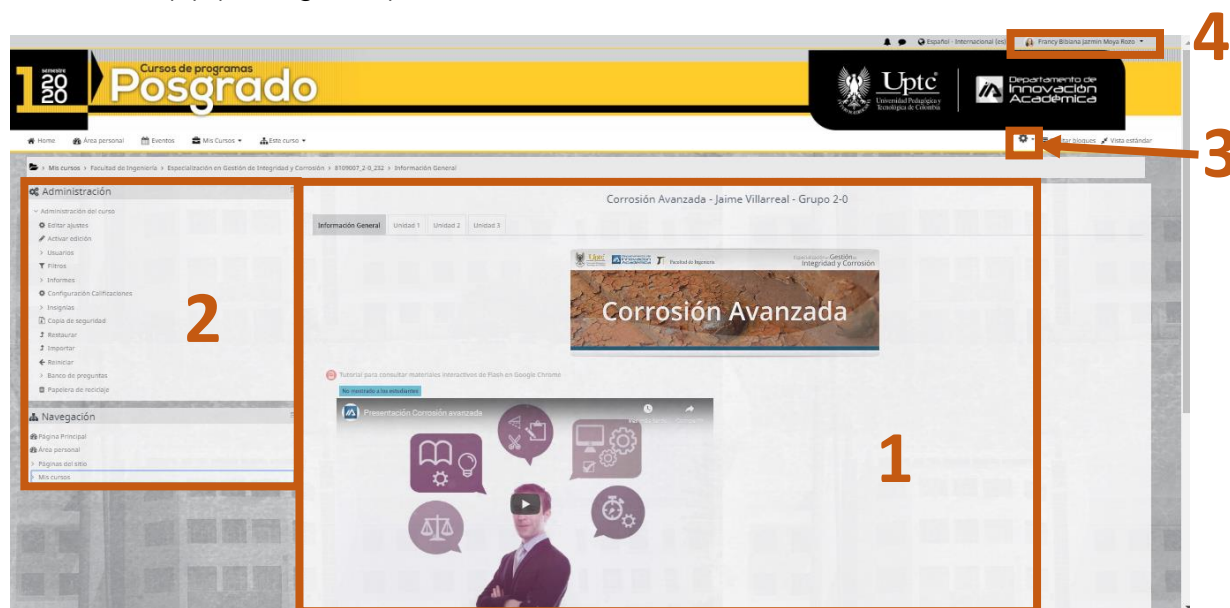 4
Español - Internacional (es)
Francy Bibiana Jazmin Moya Rozo
semestre
1 20 20
Cursos de programas
Posgrado
Uptc
Universidad Pedagógica y
Tecnológica de Colombia
Departamento de
Innovación
Académica
Home Área personal Eventos Mis Cursos Este curso
bloques Vista estándar
3
Mis cursos › Facultad de Ingeniería › Especialización en Gestión de Integridad y Corrosión › 8109007_2-0_232 › Información General
Administración
Administración del curso
Editar ajustes
Activar edición
Usuarios
Filtros
Informes
Configuración Calificaciones
Insignias
Copia de seguridad
Restaurar
Importar
Reiniciar
Banco de preguntas
Papelera de reciclaje
2
Navegación
Página Principal
Área personal
Páginas del sitio
Mis cursos
Corrosión Avanzada - Jaime Villarreal - Grupo 2-0
Información General Unidad 1 Unidad 2 Unidad 3
Uptc Facultad de Ingeniería
Gestión de
Integridad y Corrosión
Corrosión Avanzada
Tutorial para consultar materiales interactivos de Flash en Google Chrome
No mostrado a los estudiantes
Presentación Corrosión avanzada
1